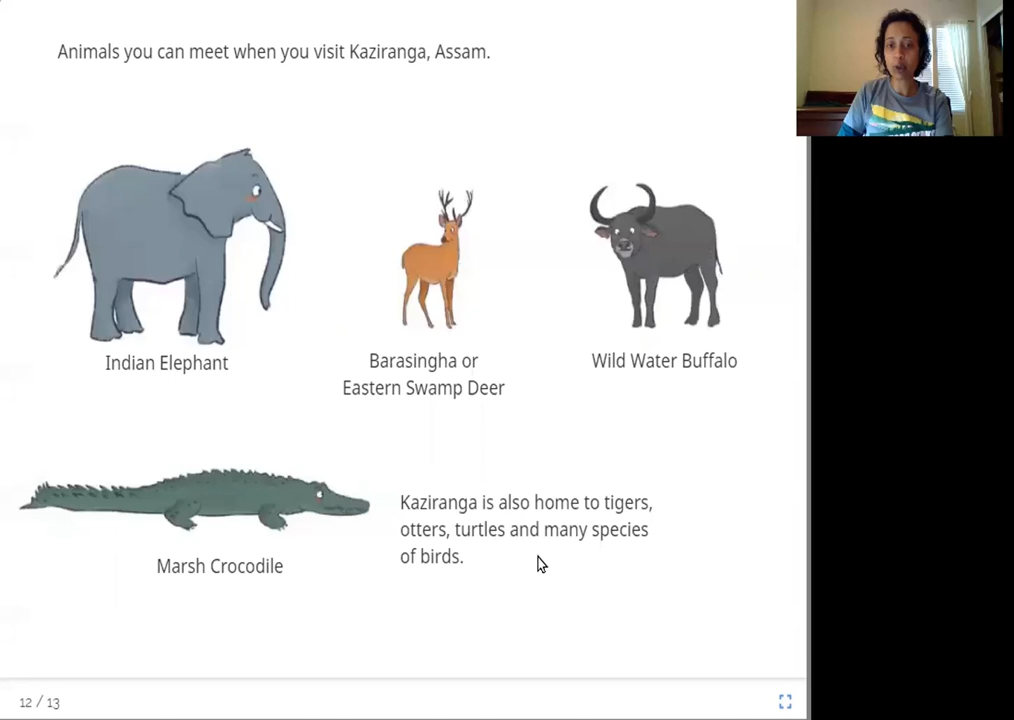 Animals you can meet when you visit Kaziranga, Assam.
Indian Elephant
Barasingha or
Eastern Swamp Deer
Wild Water Buffalo
Marsh Crocodile
Kaziranga is also home to tigers,
otters, turtles and many species
of birds.
12 / 13